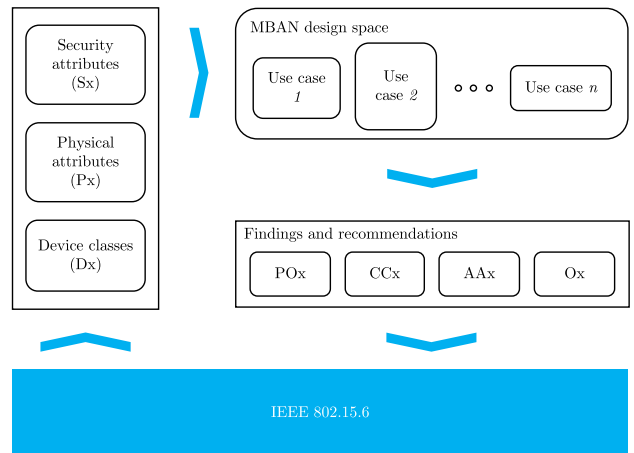 Security
attributes
(Sx)
Physical
attributes
(Px)
Device classes
(Dx)
MBAN design space
Use case
1
Use
case 2
Use case n
Findings and recommendations
POx
CCx
AAx
Ox
IEEE 802.15.6